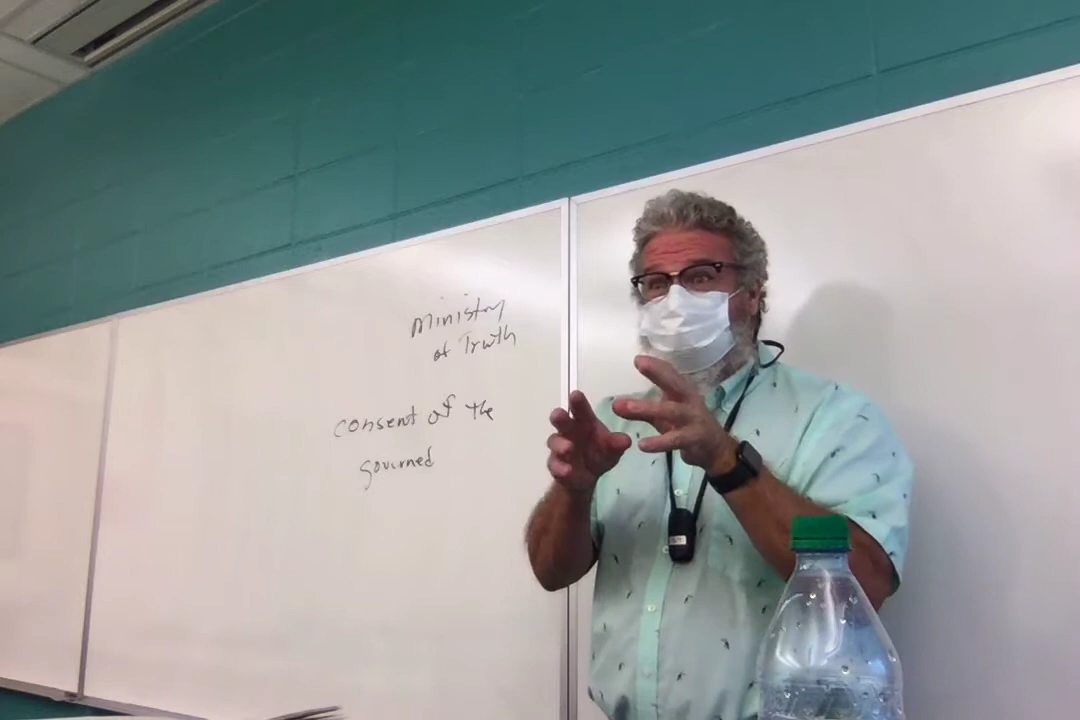 ministry
of Truth
consent of the
governed